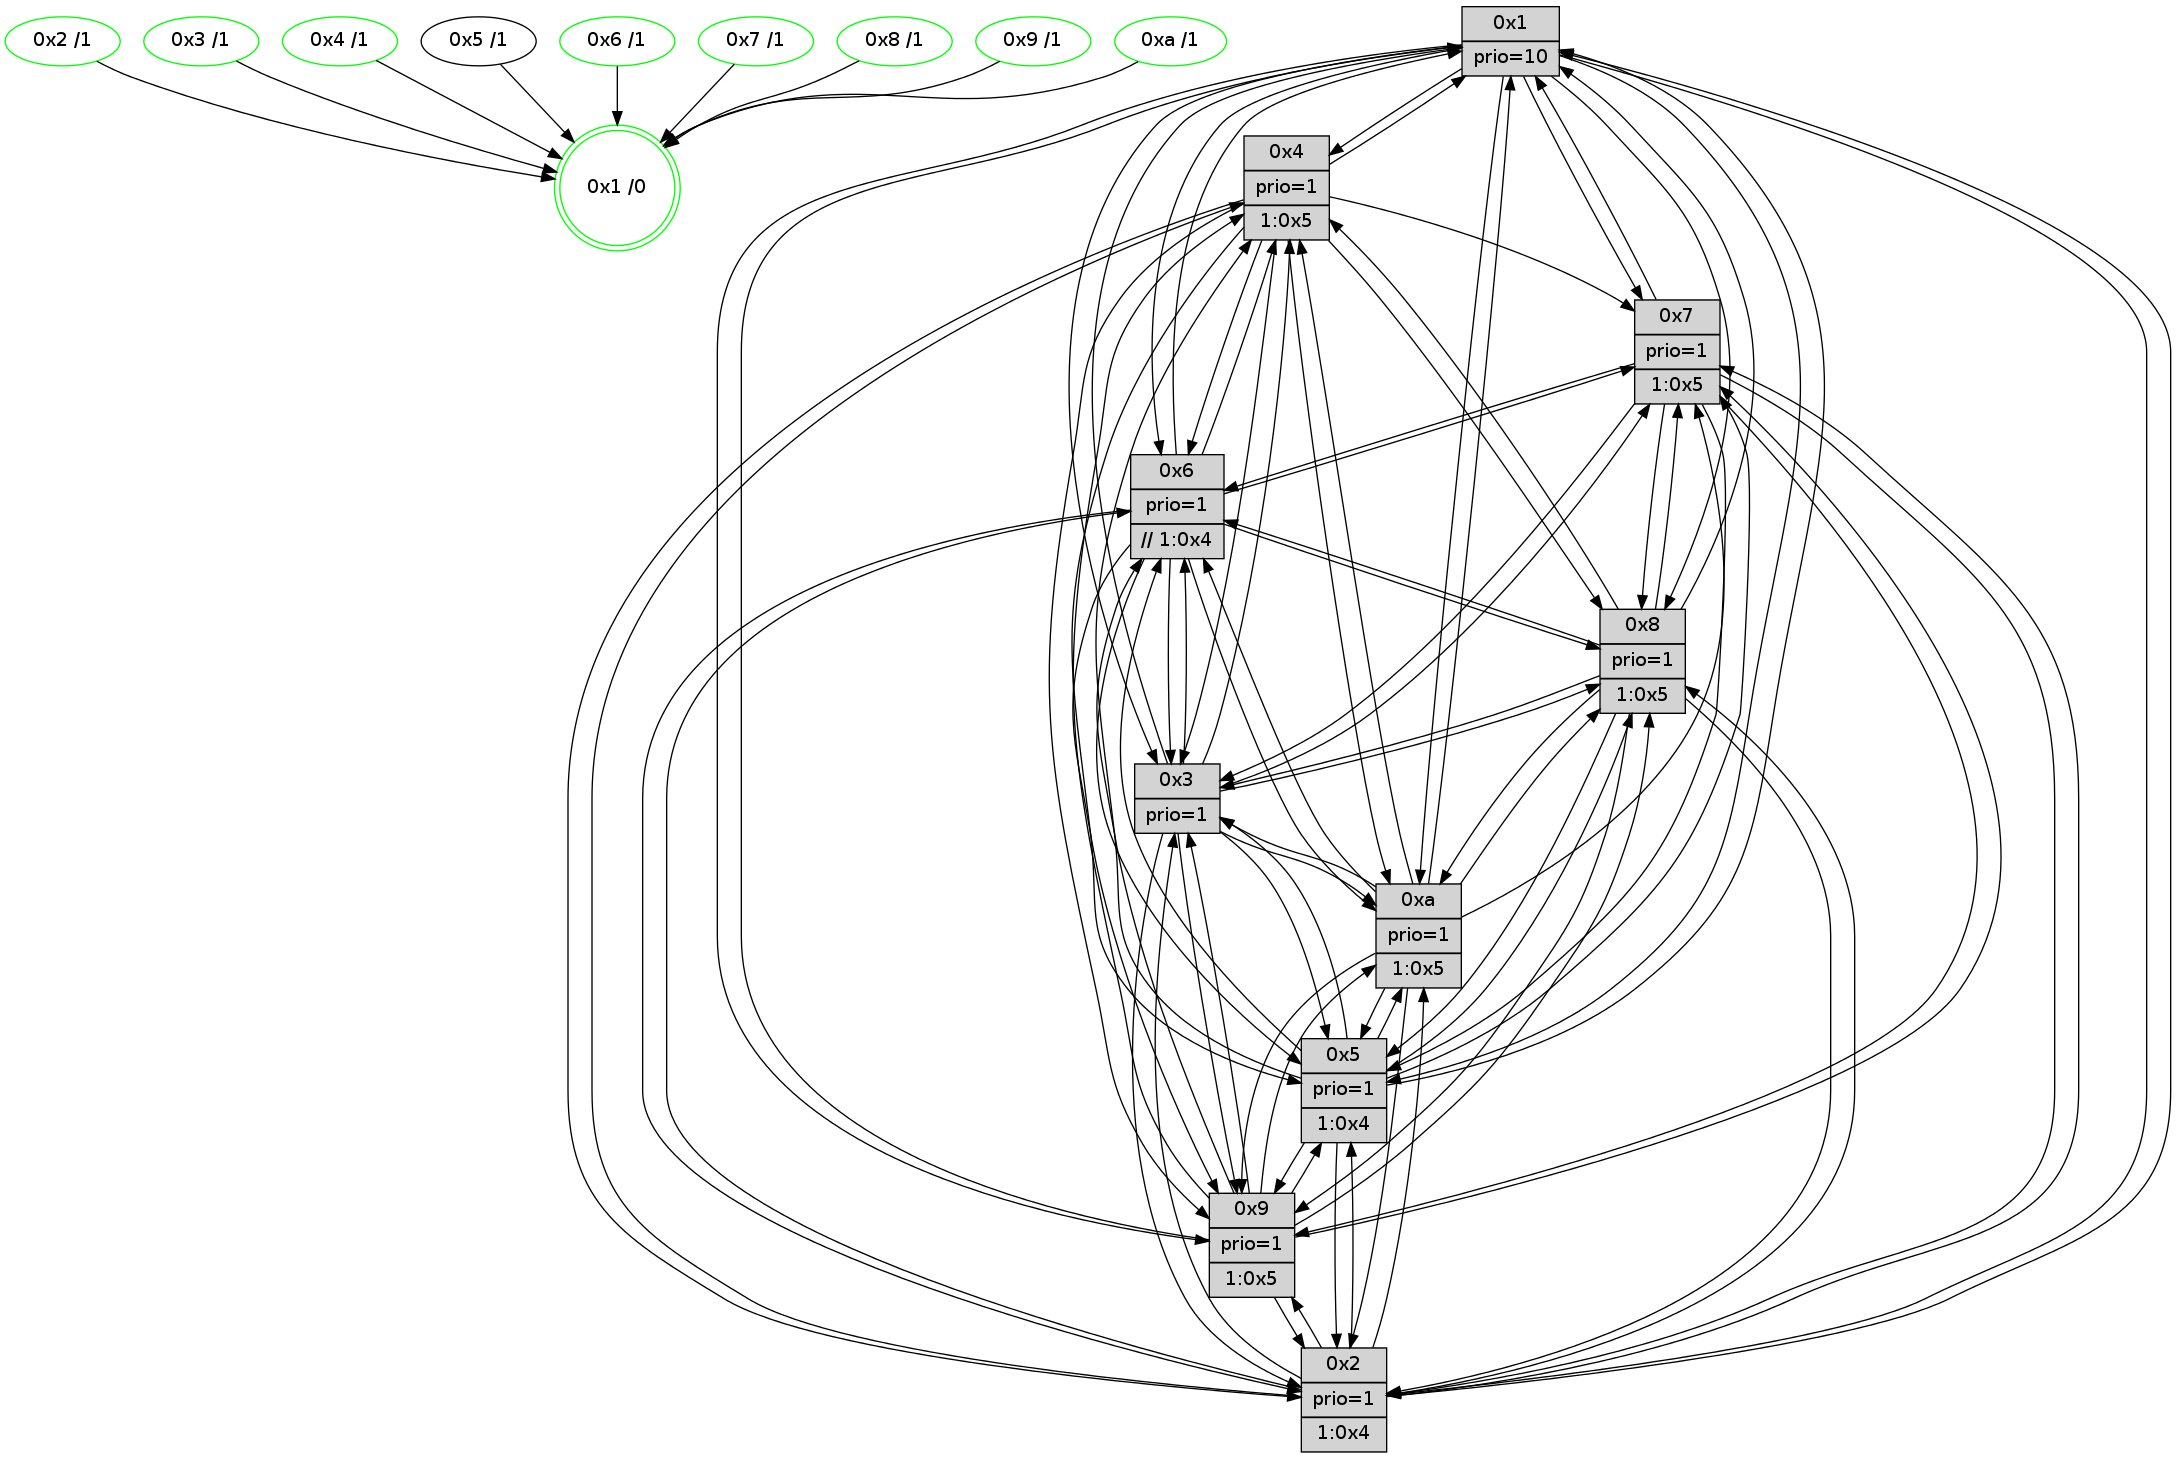 0x2 /1
0x3 /1
0x4 /1
0x5 /1
0x6 /1
0x7 /1
0x8 /1
0x9 /1
0xa /1
0x1 /0
0x1
prio=10
0x4
prio=1
1:0x5
0x7
prio=1
1:0x5
0x6
prio=1
// 1:0x4
0x8
prio=1
1:0x5
0x3
prio=1
0xa
prio=1
1:0x5
0x5
prio=1
1:0x4
0x9
prio=1
1:0x5
0x2
prio=1
1:0x4